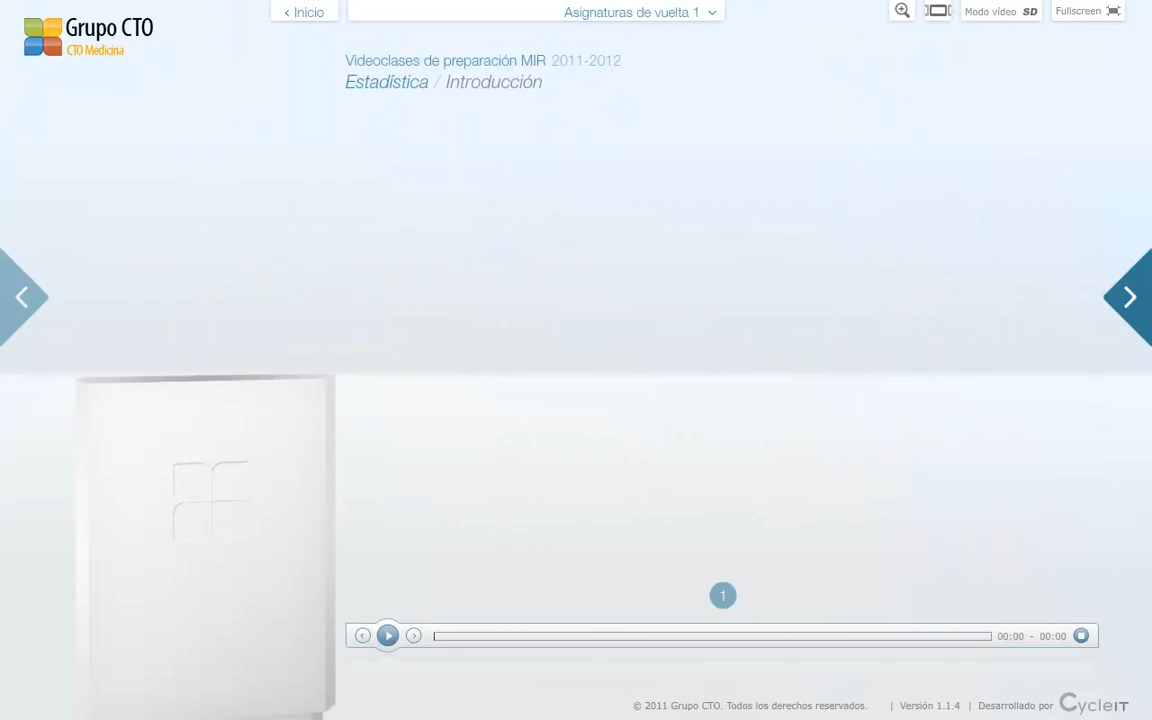 Grupo CTO
CTO Medicina
‹ Inicio
Asignaturas de vuelta 1
Modo vídeo SD
Fullscreen
Videoclases de preparación MIR 2011-2012
Estadística / Introducción
1
00:00 - 00:00
© 2011 Grupo CTO. Todos los derechos reservados. | Versión 1.1.4 | Desarrollado por CycleIT